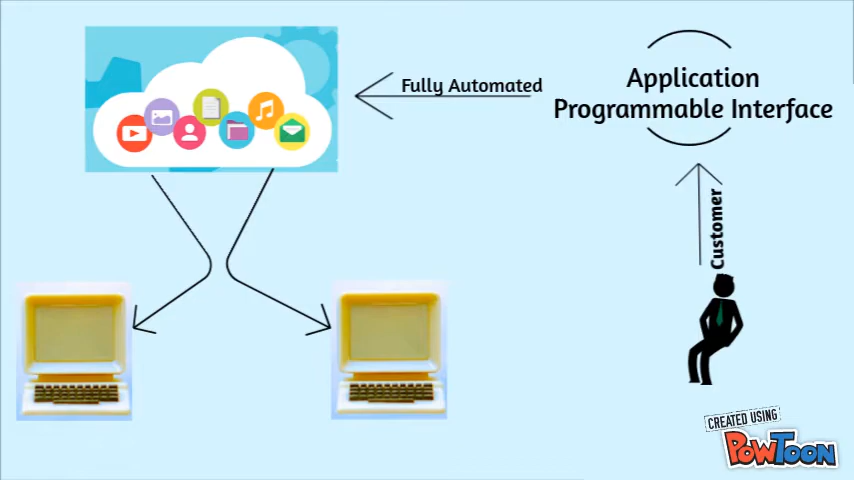 Fully Automated
Application
Programmable Interface
Customer
CREATED USING
POWTOON